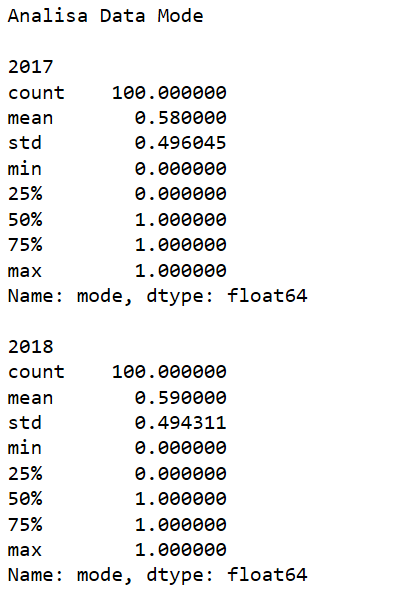 Analisa Data Mode
2017
count    100.000000
mean       0.580000
std        0.496045
min        0.000000
25%        0.000000
50%        1.000000
75%        1.000000
max        1.000000
Name: mode, dtype: float64
2018
count    100.000000
mean       0.590000
std        0.494311
min        0.000000
25%        0.000000
50%        1.000000
75%        1.000000
max        1.000000
Name: mode, dtype: float64